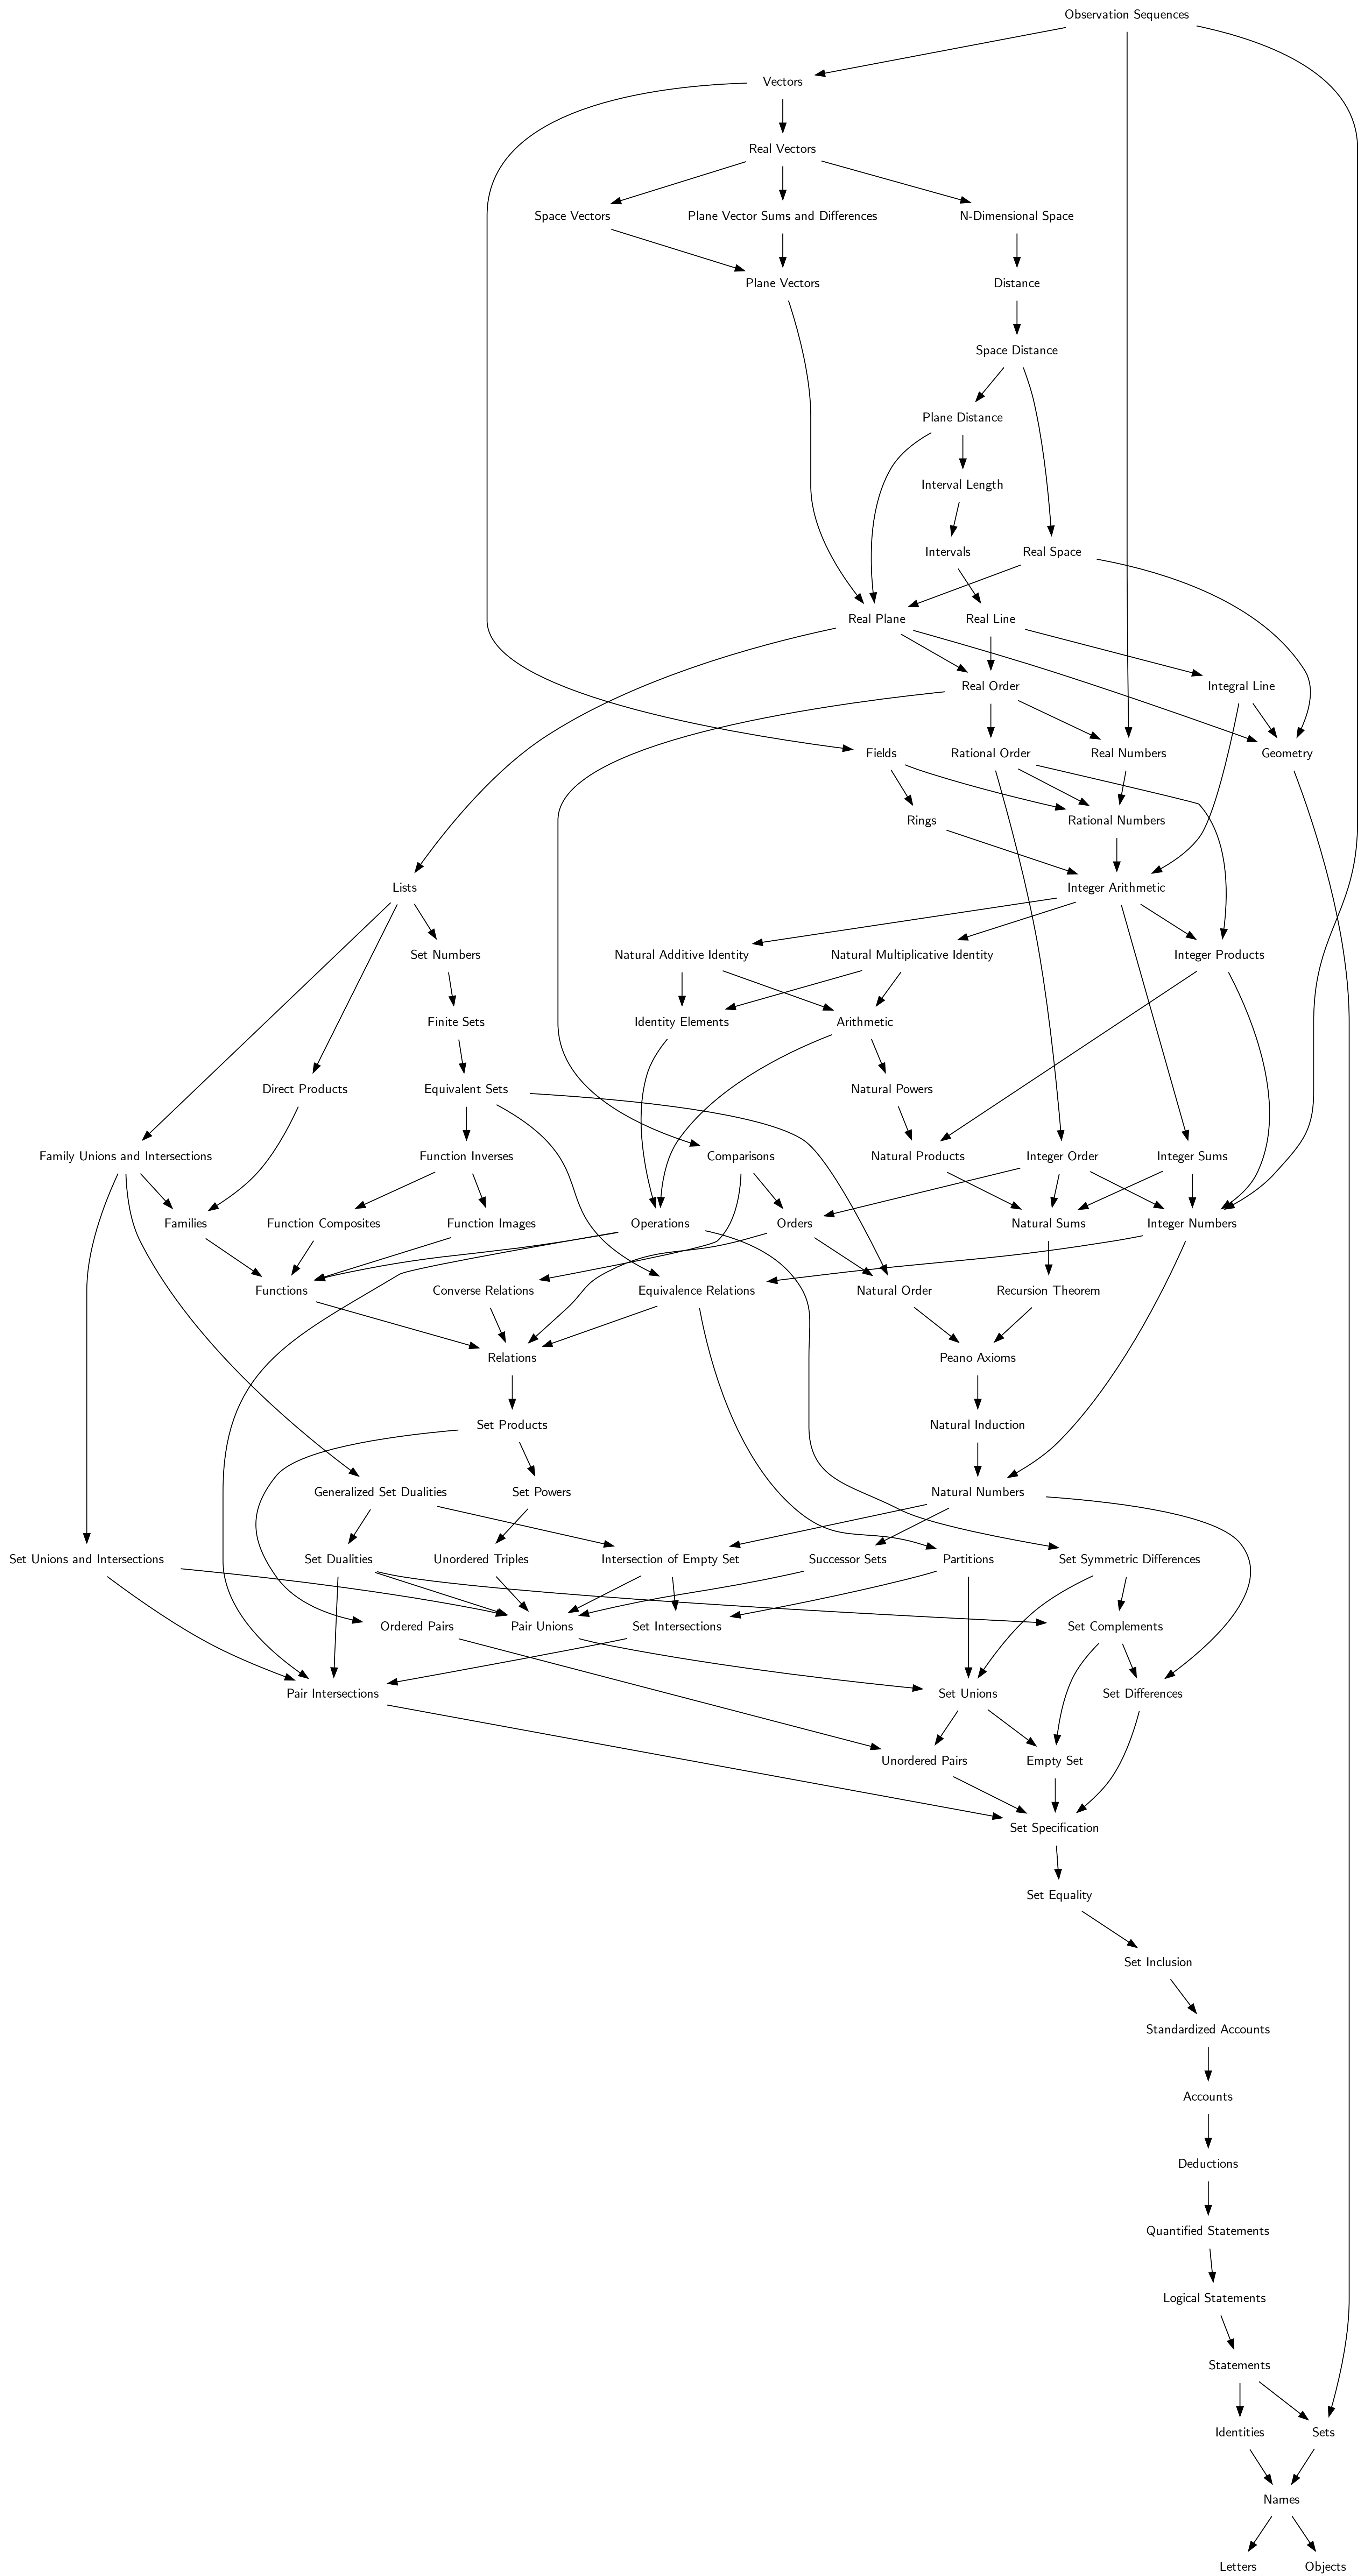 Observation Sequences
Vectors
Real Vectors
Space Vectors
Plane Vector Sums and Differences
N-Dimensional Space
Plane Vectors
Distance
Space Distance
Plane Distance
Interval Length
Intervals
Real Space
Real Plane
Real Line
Real Order
Integral Line
Fields
Rational Order
Real Numbers
Geometry
Rings
Rational Numbers
Lists
Integer Arithmetic
Set Numbers
Natural Additive Identity
Natural Multiplicative Identity
Integer Products
Finite Sets
Identity Elements
Arithmetic
Direct Products
Equivalent Sets
Natural Powers
Family Unions and Intersections
Function Inverses
Comparisons
Natural Products
Integer Order
Integer Sums
Families
Function Composites
Function Images
Operations
Orders
Natural Sums
Integer Numbers
Functions
Converse Relations
Equivalence Relations
Natural Order
Recursion Theorem
Relations
Peano Axioms
Set Products
Natural Induction
Generalized Set Dualities
Set Powers
Natural Numbers
Set Unions and Intersections
Set Dualities
Unordered Triples
Intersection of Empty Set
Successor Sets
Partitions
Set Symmetric Differences
Ordered Pairs
Pair Unions
Set Intersections
Set Complements
Pair Intersections
Set Unions
Set Differences
Unordered Pairs
Empty Set
Set Specification
Set Equality
Set Inclusion
Standardized Accounts
Accounts
Deductions
Quantified Statements
Logical Statements
Statements
Identities
Sets
Names
Letters
Objects